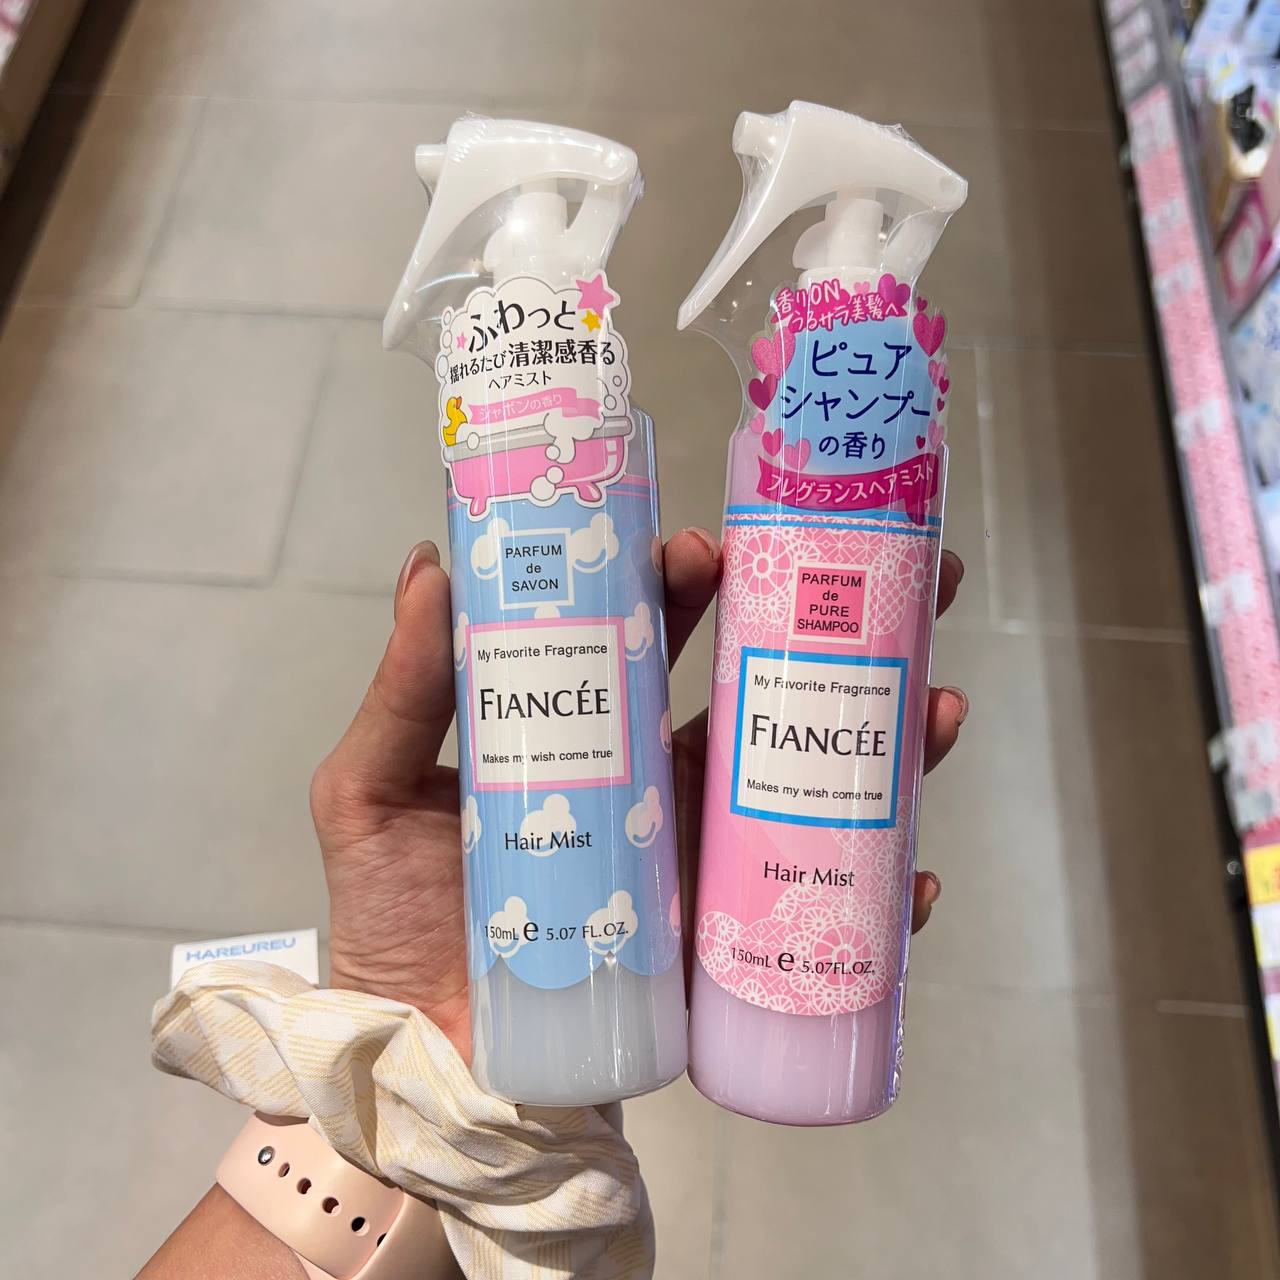 ふわっと
揺れるたび清潔感香る
ヘアミスト
シャボンの香り
PARFUM
de
SAVON
My Favorite Fragrance
FIANCÉE
Makes my wish come true
Hair Mist
150mL e 5.07 FL.OZ.
香りON
うるサラ美髪へ
ピュア
シャンプー
の香り
フレグランスヘアミスト
PARFUM
de
PURE
SHAMPOO
My Favorite Fragrance
FIANCÉE
Makes my wish come true
Hair Mist
150mL e 5.07FL.OZ.
HAREUREU